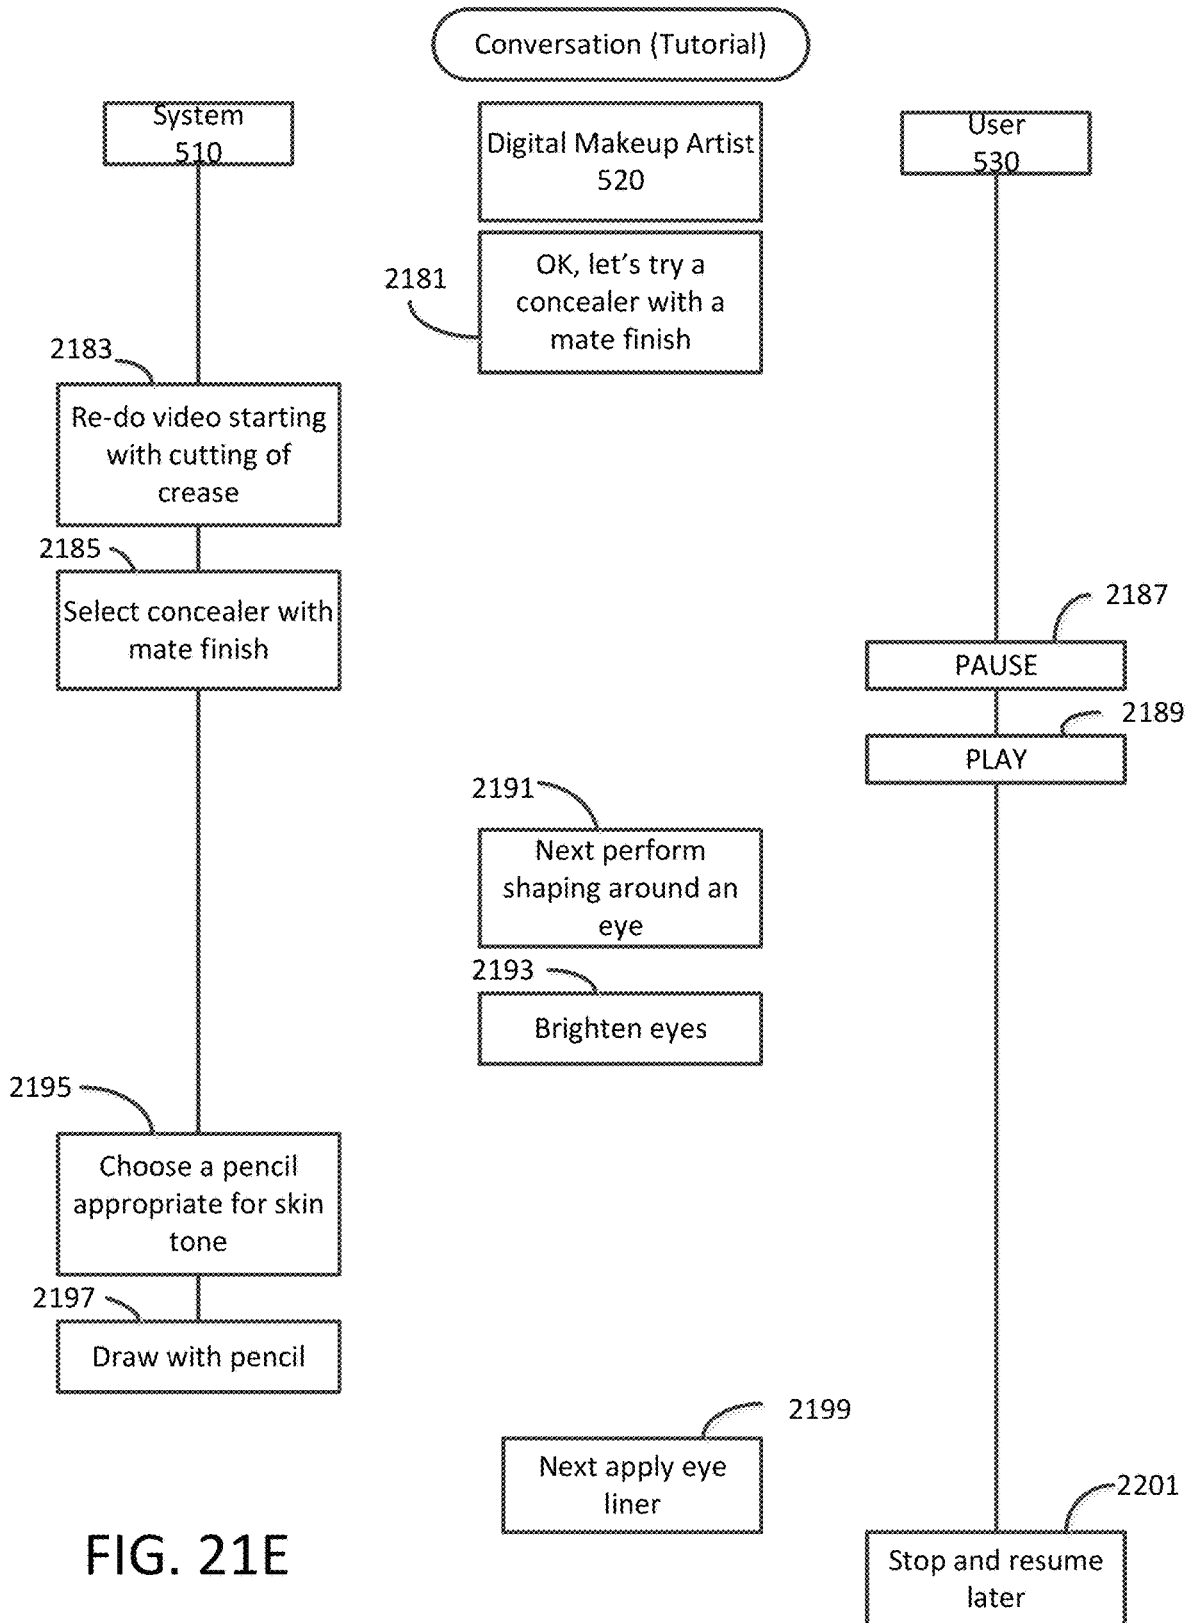 Conversation (Tutorial)
System
510
Digital Makeup Artist
520
User
530
2181
OK, let's try a
concealer with a
mate finish
2183
Re-do video starting
with cutting of
crease
2185
Select concealer with
mate finish
2187
PAUSE
2189
PLAY
2191
Next perform
shaping around an
eye
2193
Brighten eyes
2195
Choose a pencil
appropriate for skin
tone
2197
Draw with pencil
2199
Next apply eye
liner
2201
Stop and resume
later
FIG. 21E